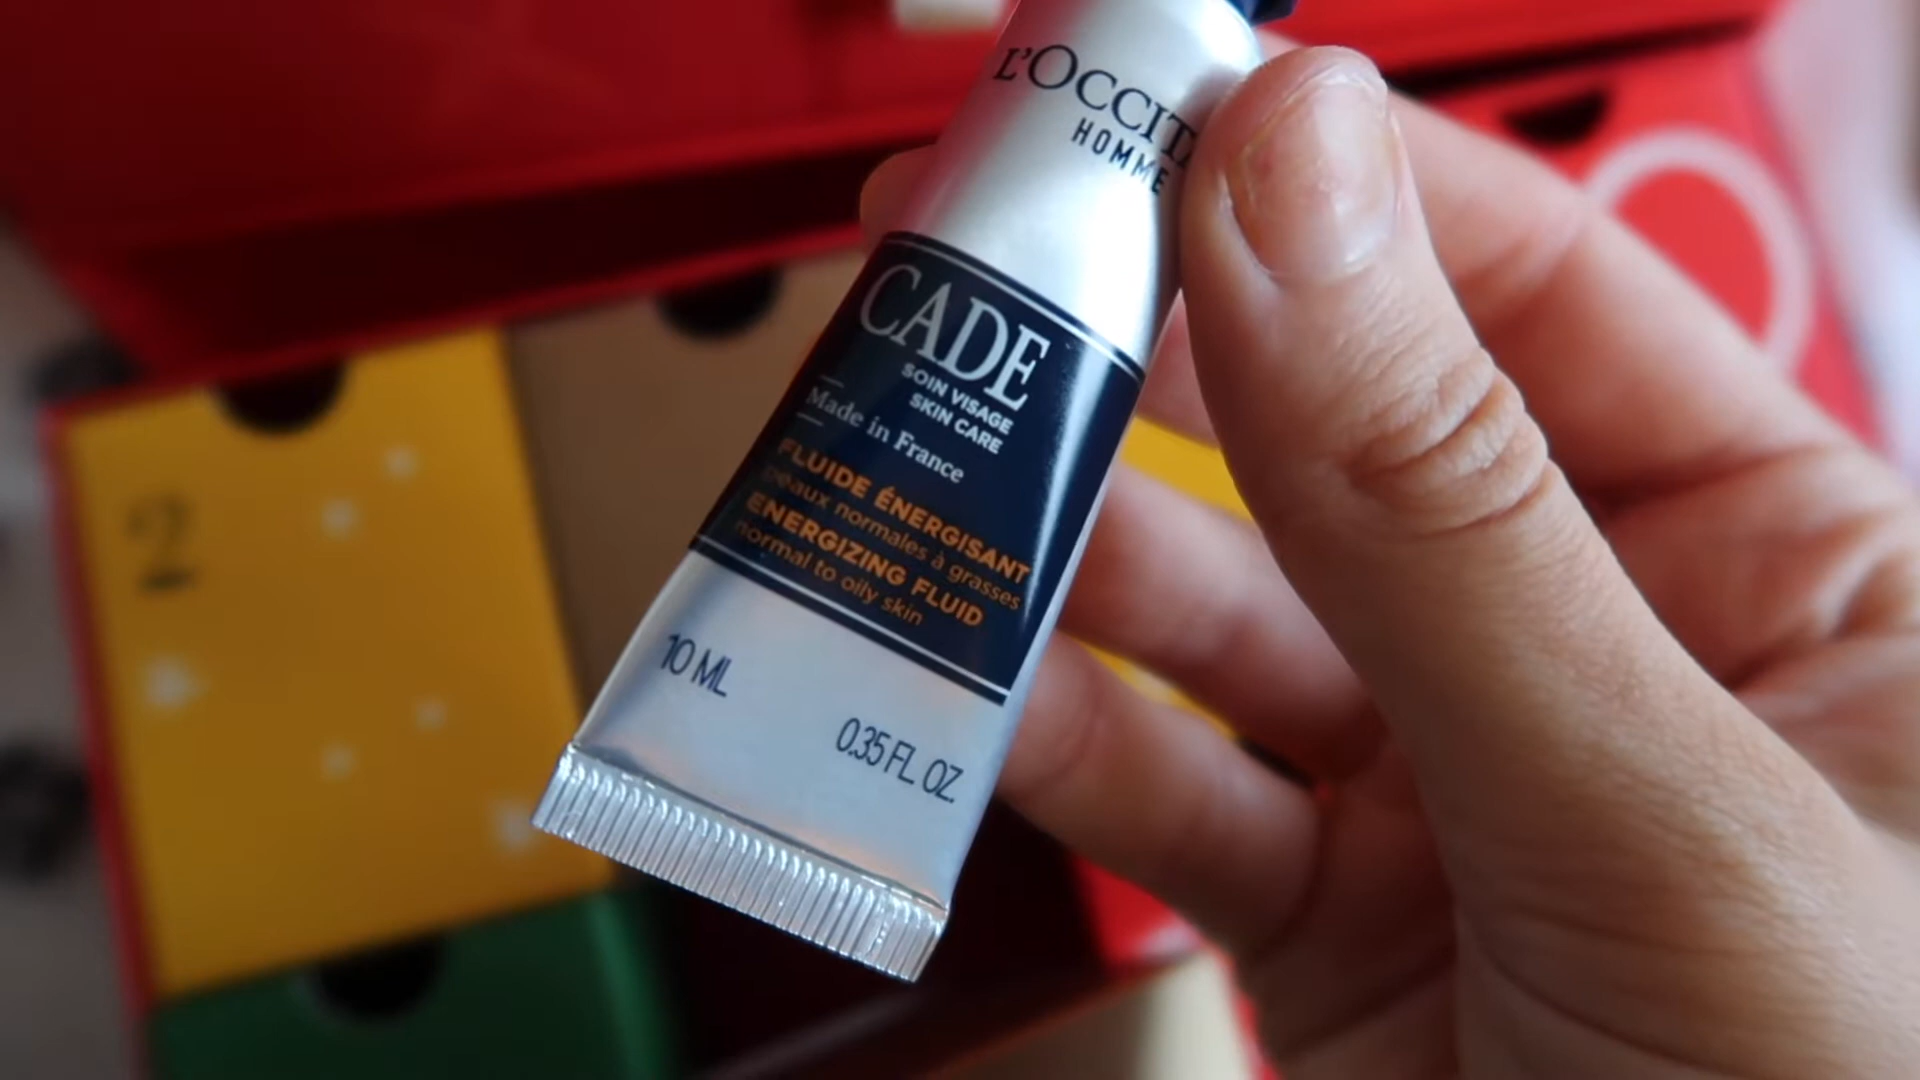 L'OCCIT
HOMME
CADE
SOIN VISAGE
SKIN CARE
Made in France
FLUIDE ÉNERGISANT
peaux normales à grasses
ENERGIZING FLUID
normal to oily skin
10 ML
0.35 FL. OZ.
2